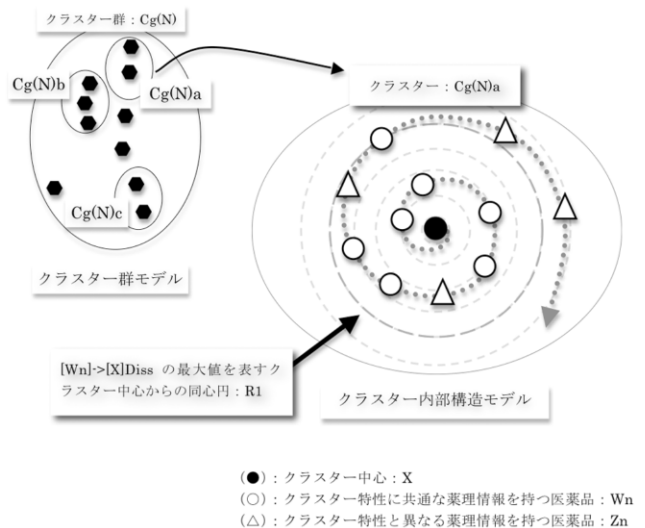 クラスター群：Cg(N)
Cg(N)b
Cg(N)a
Cg(N)c
クラスター群モデル
クラスター：Cg(N)a
[Wn]->[X]Diss の最大値を表すク
ラスター中心からの同心円：R1
クラスター内部構造モデル
(●)：クラスター中心：X
(○)：クラスター特性に共通な薬理情報を持つ医薬品：Wn
(△)：クラスター特性と異なる薬理情報を持つ医薬品：Zn